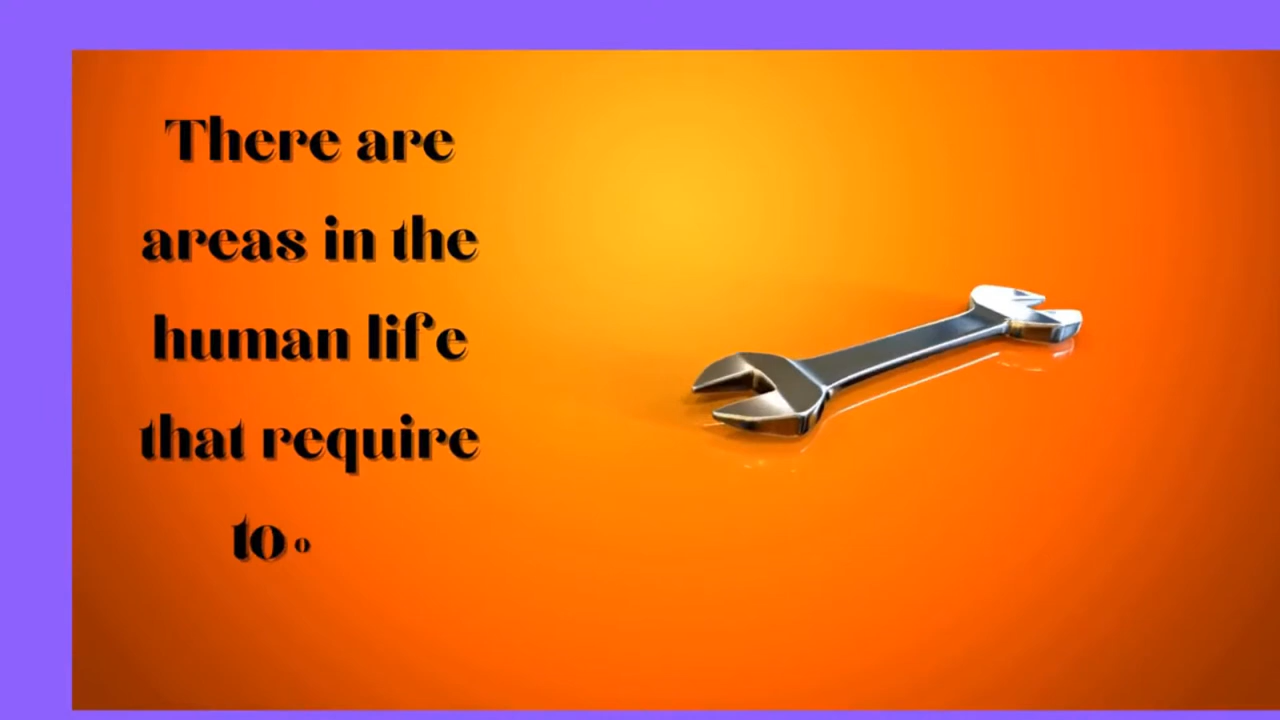 There are
areas in the
human life
that require
to o